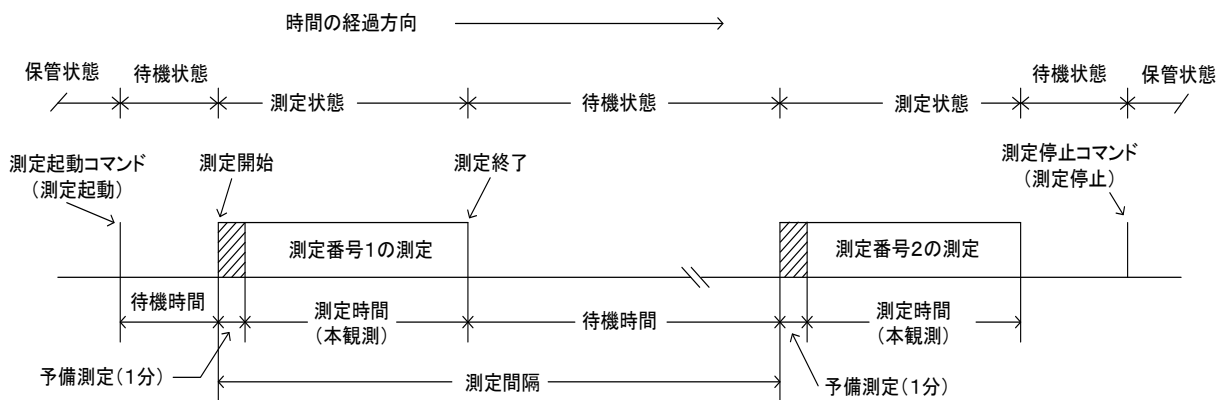 時間の経過方向
保管状態
待機状態
測定状態
待機状態
測定状態
待機状態
保管状態
測定起動コマンド
(測定起動)
測定開始
測定終了
測定停止コマンド
(測定停止)
測定番号1の測定
測定番号2の測定
待機時間
測定時間
(本観測)
待機時間
測定時間
(本観測)
予備測定(1分)
測定間隔
予備測定(1分)